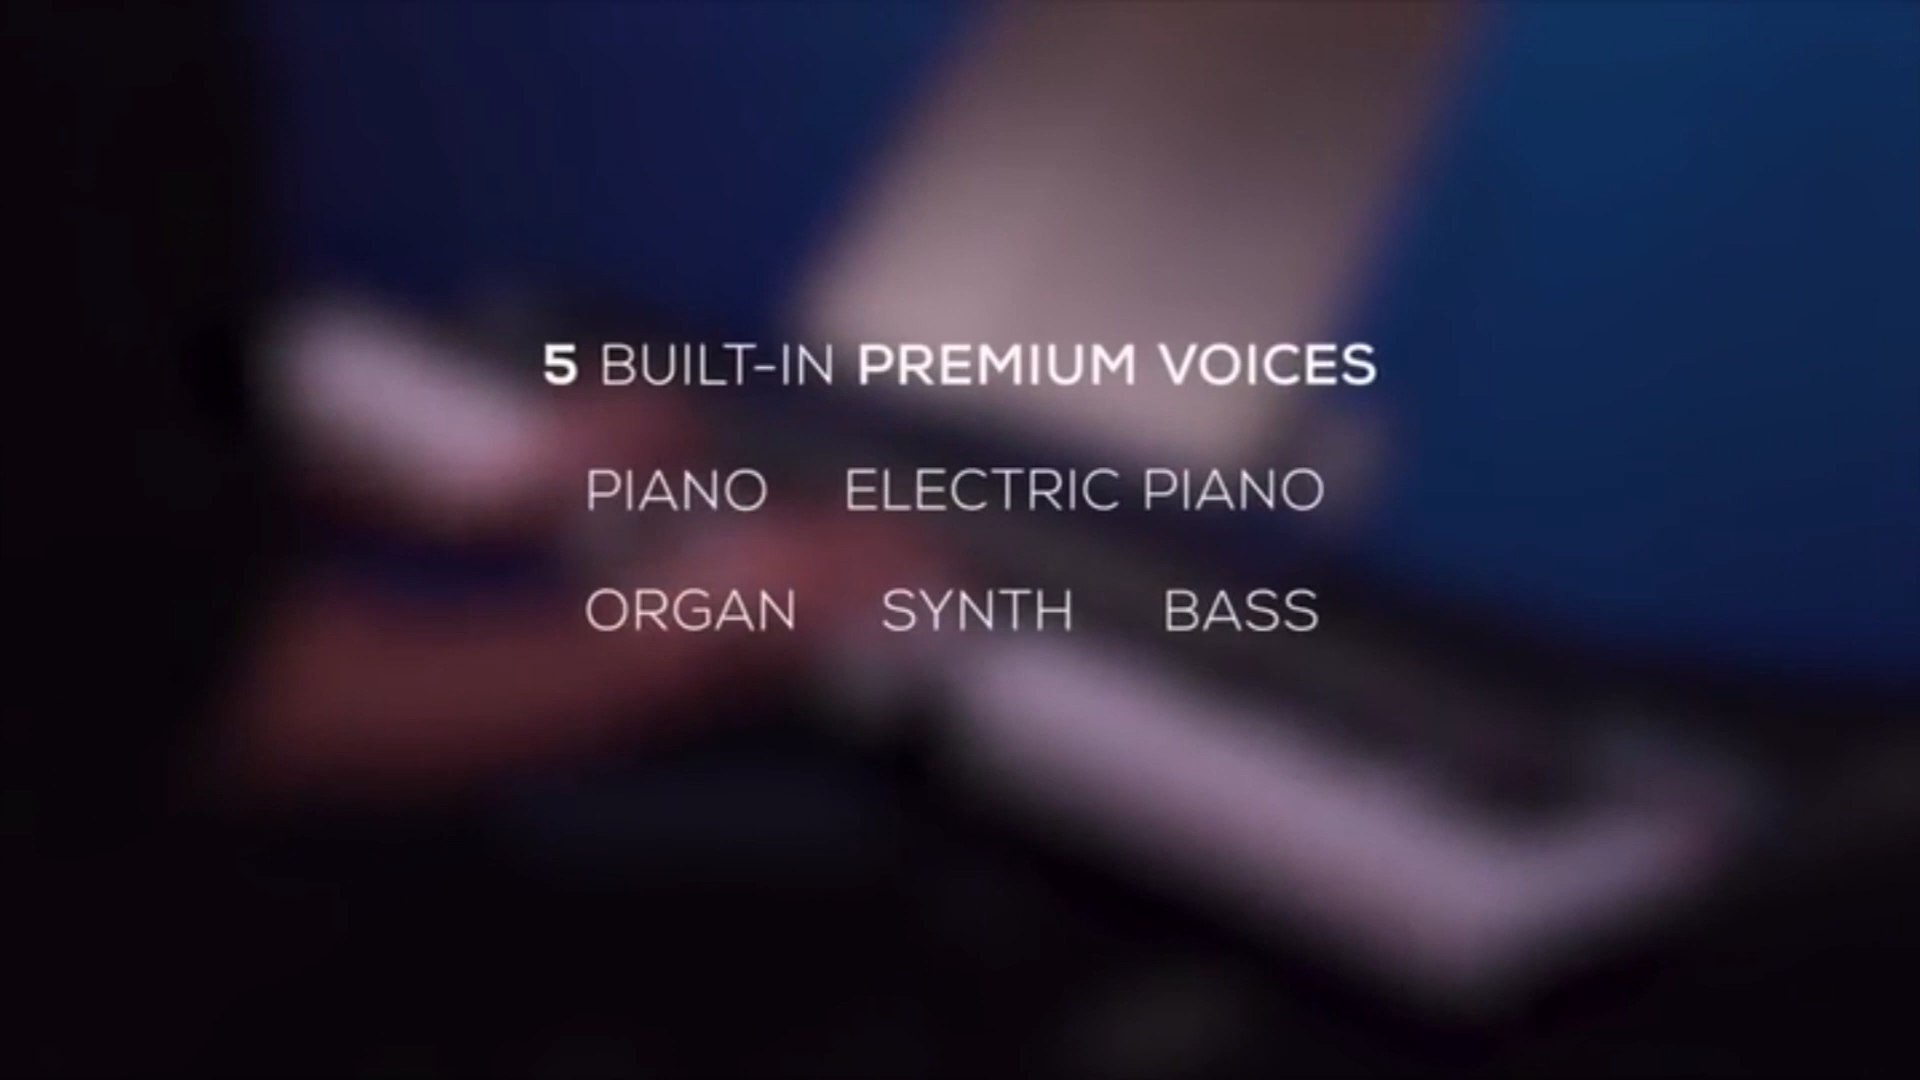 5 BUILT-IN PREMIUM VOICES
PIANO ELECTRIC PIANO
ORGAN SYNTH BASS